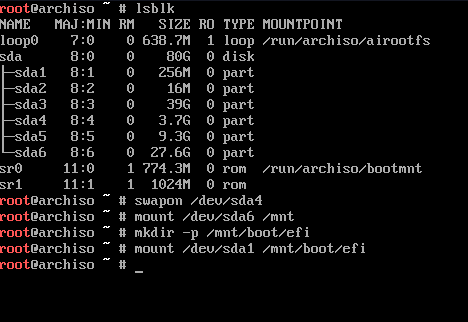 root@archiso ~ # lsblk
NAME   MAJ:MIN RM   SIZE RO TYPE MOUNTPOINT
loop0    7:0    0 638.7M  1 loop /run/archiso/airootfs
sda      8:0    0    80G  0 disk
├─sda1   8:1    0   256M  0 part
├─sda2   8:2    0    16M  0 part
├─sda3   8:3    0    39G  0 part
├─sda4   8:4    0   3.7G  0 part
├─sda5   8:5    0   9.3G  0 part
└─sda6   8:6    0  27.6G  0 part
sr0     11:0    1 774.3M  0 rom  /run/archiso/bootmnt
sr1     11:1    1  1024M  0 rom
root@archiso ~ # swapon /dev/sda4
root@archiso ~ # mount /dev/sda6 /mnt
root@archiso ~ # mkdir -p /mnt/boot/efi
root@archiso ~ # mount /dev/sda1 /mnt/boot/efi
root@archiso ~ # _